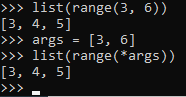 >>> list(range(3, 6))
[3, 4, 5]
>>> args = [3, 6]
>>> list(range(*args))
[3, 4, 5]
>>>